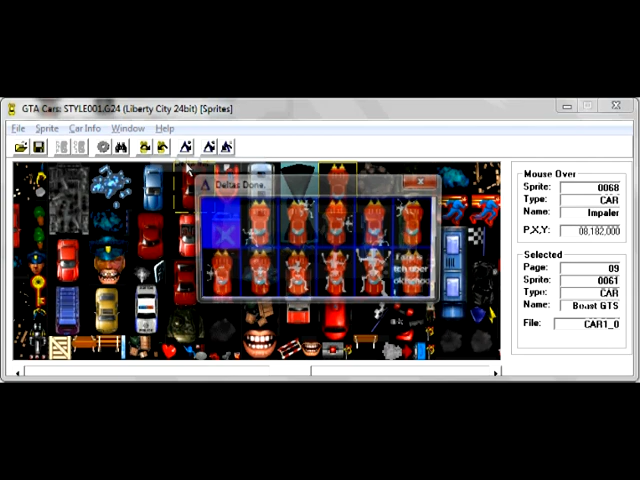 GTA Cars: STYLE001.G24 (Liberty City 24bit) [Sprites]
File Sprite Car Info Window Help
Deltas Done.
Mouse Over
Sprite: 0068
Type: CAR
Name: Impaler
P,X,Y: 08,182,000
Selected
Page: 09
Sprite: 0061
Type: CAR
Name: Beast GTS
File: CAR1_0